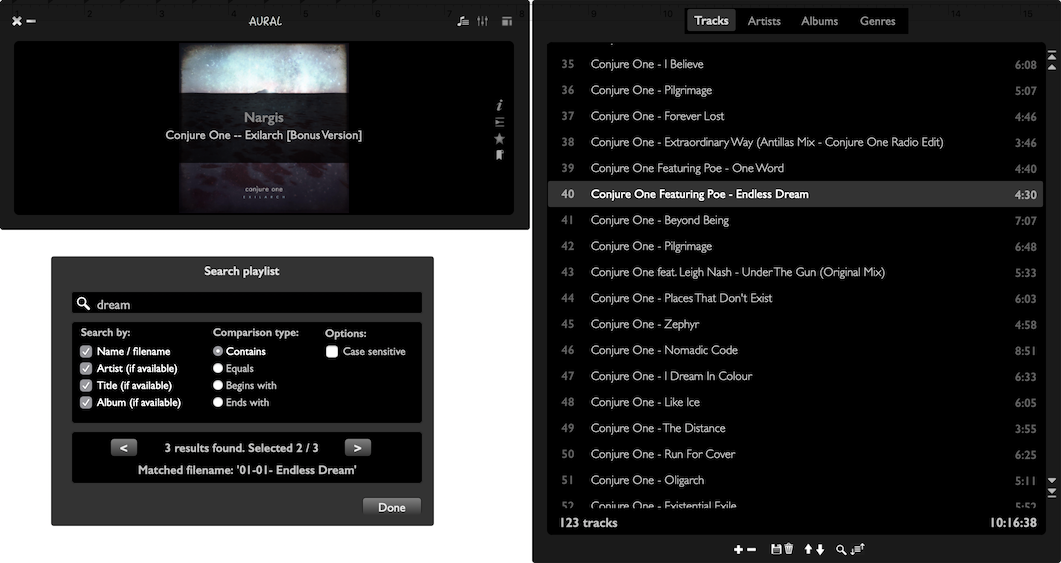 AURAL
Nargis
Conjure One -- Exilarch [Bonus Version]
conjure one
EXILARCH
Search playlist
dream
Search by:
Name / filename
Artist (if available)
Title (if available)
Album (if available)
Comparison type:
Contains
Equals
Begins with
Ends with
Options:
Case sensitive
< 3 results found. Selected 2 / 3 >
Matched filename: '01-01- Endless Dream'
Done
Tracks Artists Albums Genres
35 Conjure One - I Believe 6:08
36 Conjure One - Pilgrimage 5:07
37 Conjure One - Forever Lost 4:46
38 Conjure One - Extraordinary Way (Antillas Mix - Conjure One Radio Edit) 3:46
39 Conjure One Featuring Poe - One Word 4:40
40 Conjure One Featuring Poe - Endless Dream 4:30
41 Conjure One - Beyond Being 7:07
42 Conjure One - Pilgrimage 6:48
43 Conjure One feat. Leigh Nash - Under The Gun (Original Mix) 5:33
44 Conjure One - Places That Don't Exist 6:03
45 Conjure One - Zephyr 4:58
46 Conjure One - Nomadic Code 8:51
47 Conjure One - I Dream In Colour 6:33
48 Conjure One - Like Ice 6:05
49 Conjure One - The Distance 3:55
50 Conjure One - Run For Cover 6:25
51 Conjure One - Oligarch 5:11
52 Conjure One - Existential Exile 5:52
123 tracks 10:16:38